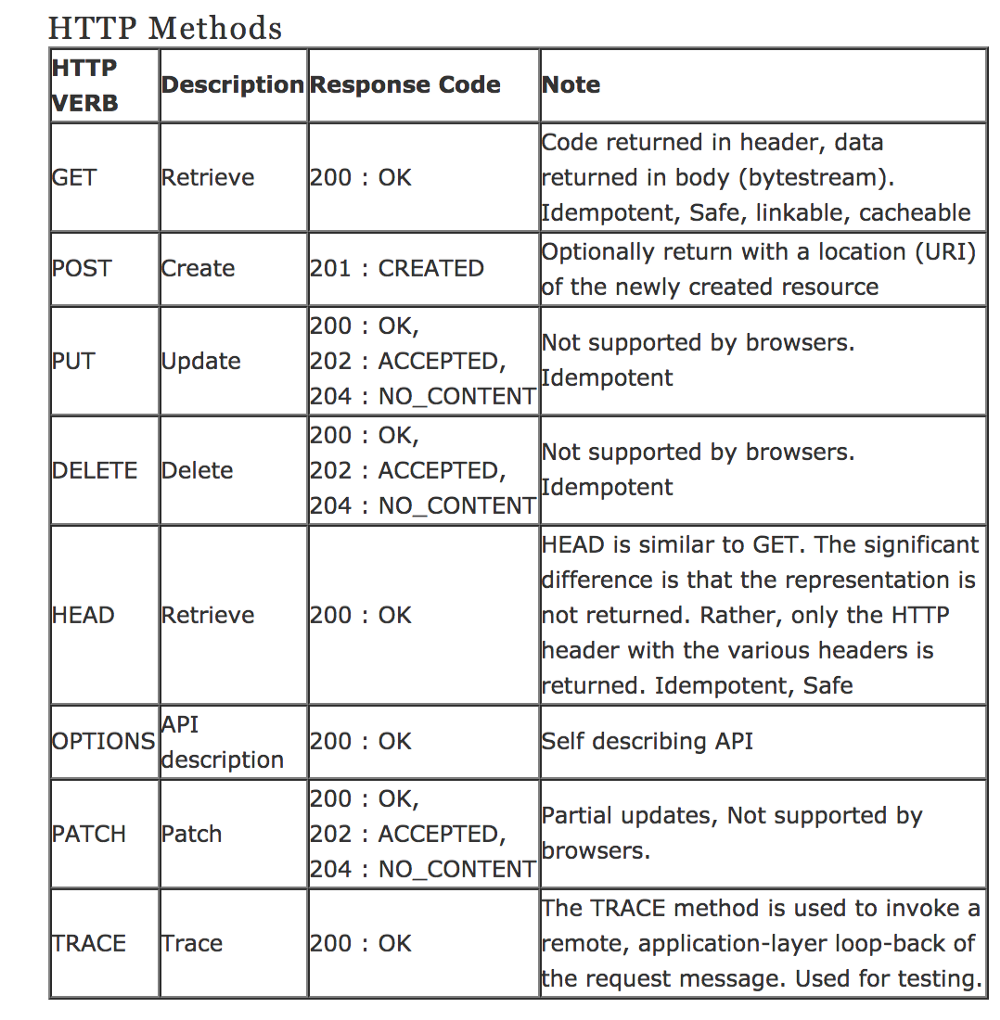 HTTP Methods
HTTP
VERB
Description
Response Code
Note
GET
Retrieve
200 : OK
Code returned in header, data
returned in body (bytestream).
Idempotent, Safe, linkable, cacheable
POST
Create
201 : CREATED
Optionally return with a location (URI)
of the newly created resource
PUT
Update
200 : OK,
202 : ACCEPTED,
204 : NO_CONTENT
Not supported by browsers.
Idempotent
DELETE
Delete
200 : OK,
202 : ACCEPTED,
204 : NO_CONTENT
Not supported by browsers.
Idempotent
HEAD
Retrieve
200 : OK
HEAD is similar to GET. The significant
difference is that the representation is
not returned. Rather, only the HTTP
header with the various headers is
returned. Idempotent, Safe
OPTIONS
API
description
200 : OK
Self describing API
PATCH
Patch
200 : OK,
202 : ACCEPTED,
204 : NO_CONTENT
Partial updates, Not supported by
browsers.
TRACE
Trace
200 : OK
The TRACE method is used to invoke a
remote, application-layer loop-back of
the request message. Used for testing.